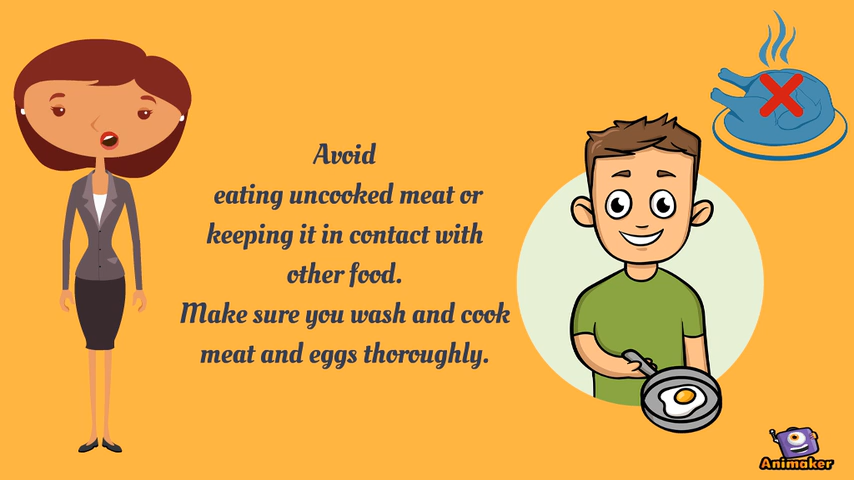 Avoid
eating uncooked meat or
keeping it in contact with
other food.
Make sure you wash and cook
meat and eggs thoroughly.
Animaker